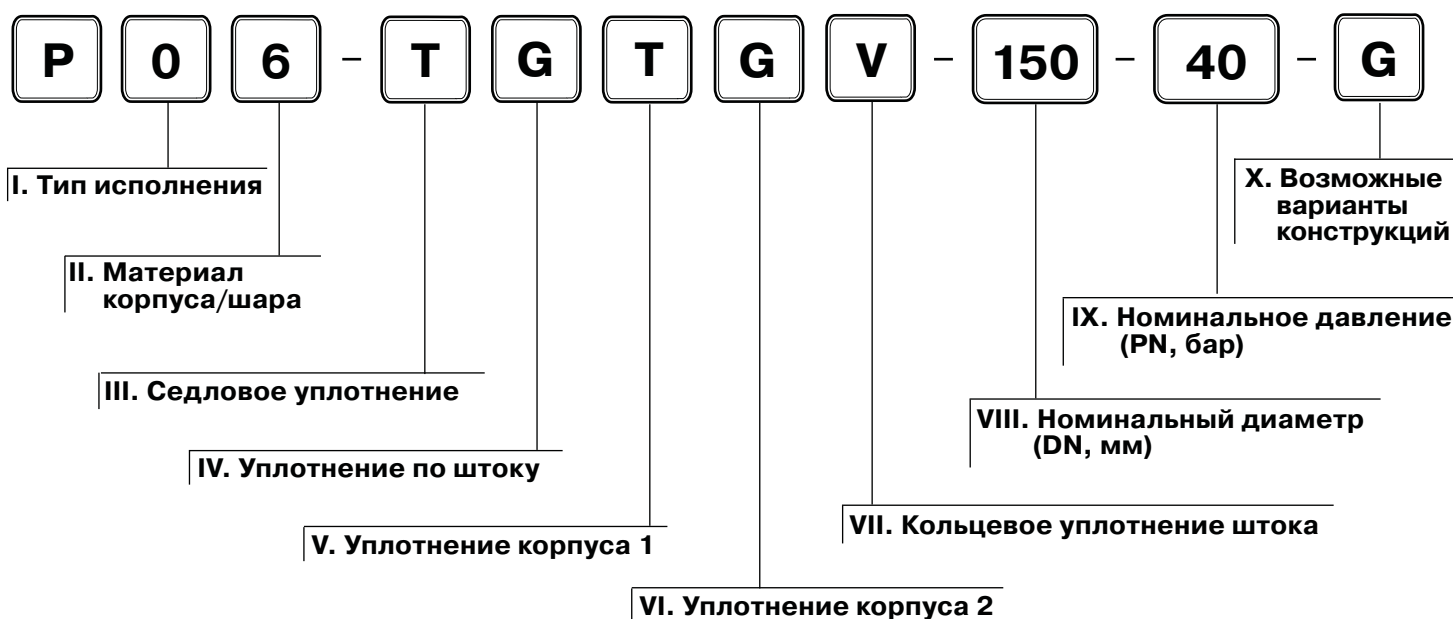 P 0 6 – T G T G V – 150 – 40 – G
I. Тип исполнения
X. Возможные
варианты
конструкций
II. Материал
корпуса/шара
IX. Номинальное давление
(PN, бар)
III. Седловое уплотнение
VIII. Номинальный диаметр
(DN, мм)
IV. Уплотнение по штоку
VII. Кольцевое уплотнение штока
V. Уплотнение корпуса 1
VI. Уплотнение корпуса 2